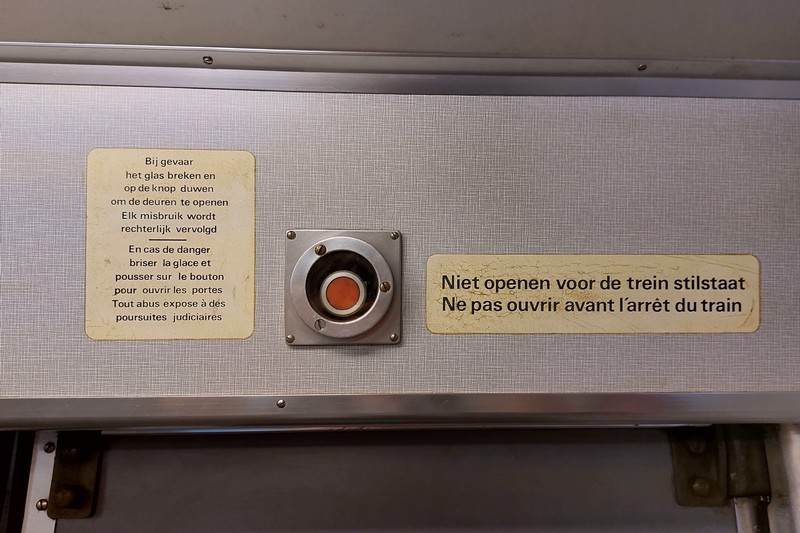 Bij gevaar
het glas breken en
op de knop duwen
om de deuren te openen
Elk misbruik wordt
rechterlijk vervolgd
En cas de danger
briser la glace et
pousser sur le bouton
pour ouvrir les portes
Tout abus expose à dés
poursuites judiciaires
Niet openen voor de trein stilstaat
Ne pas ouvrir avant l'arrêt du train